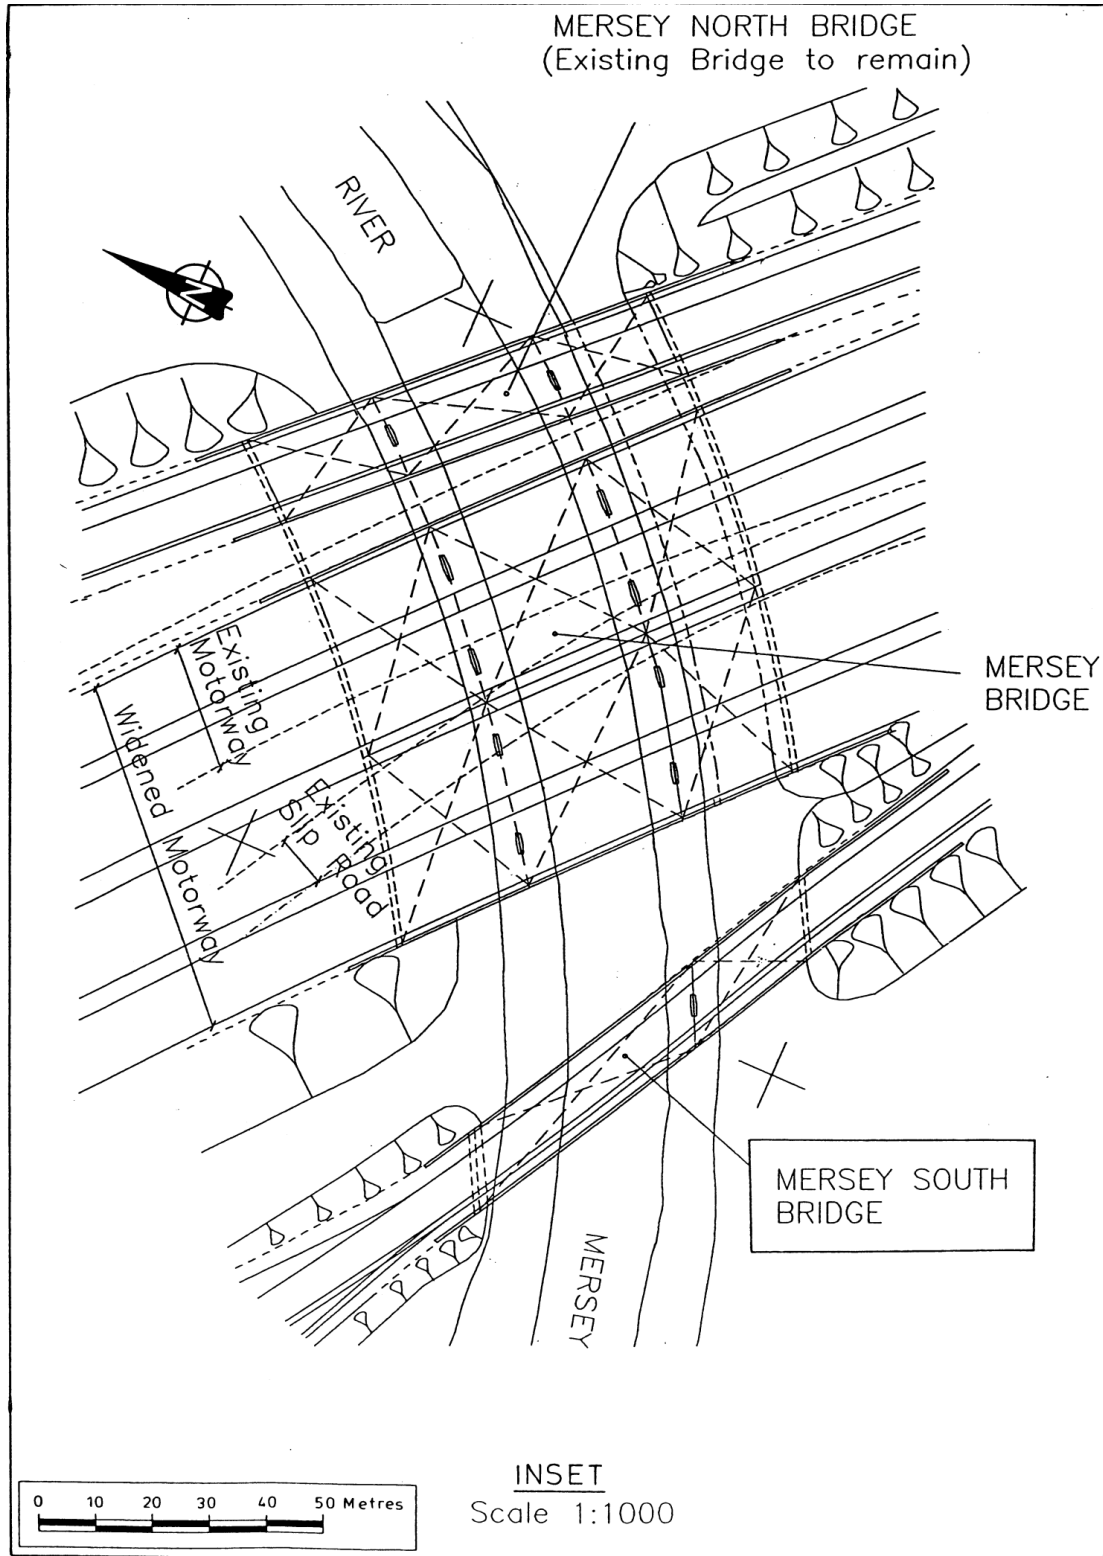 MERSEY NORTH BRIDGE
(Existing Bridge to remain)
RIVER
N
Existing
Motorway
Widened Motorway
Existing
Slip Road
MERSEY
BRIDGE
MERSEY SOUTH
BRIDGE
MERSEY
INSET
Scale 1:1000
0 10 20 30 40 50 Metres